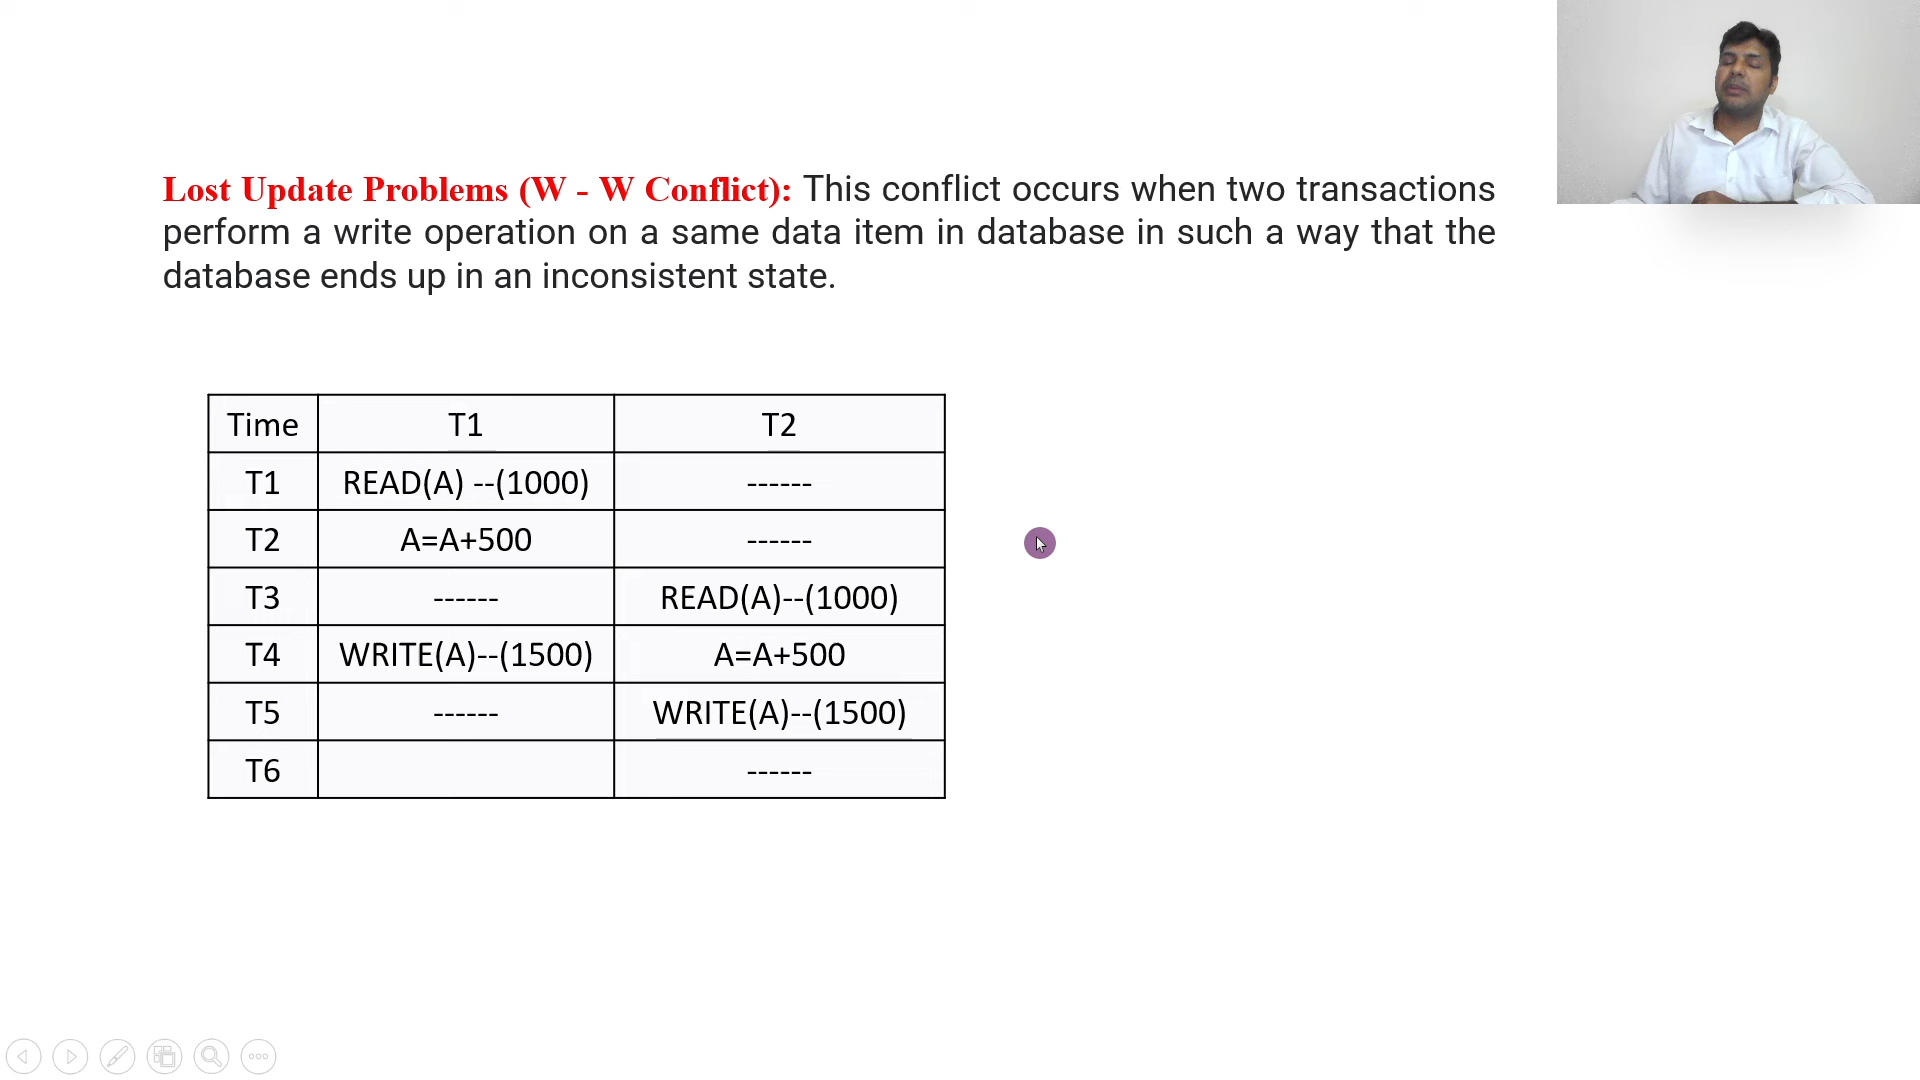 Lost Update Problems (W - W Conflict): This conflict occurs when two transactions
perform a write operation on a same data item in database in such a way that the
database ends up in an inconsistent state.
Time T1 T2
T1 READ(A) --(1000) ------
T2 A=A+500 ------
T3 ------ READ(A)--(1000)
T4 WRITE(A)--(1500) A=A+500
T5 ------ WRITE(A)--(1500)
T6 ------